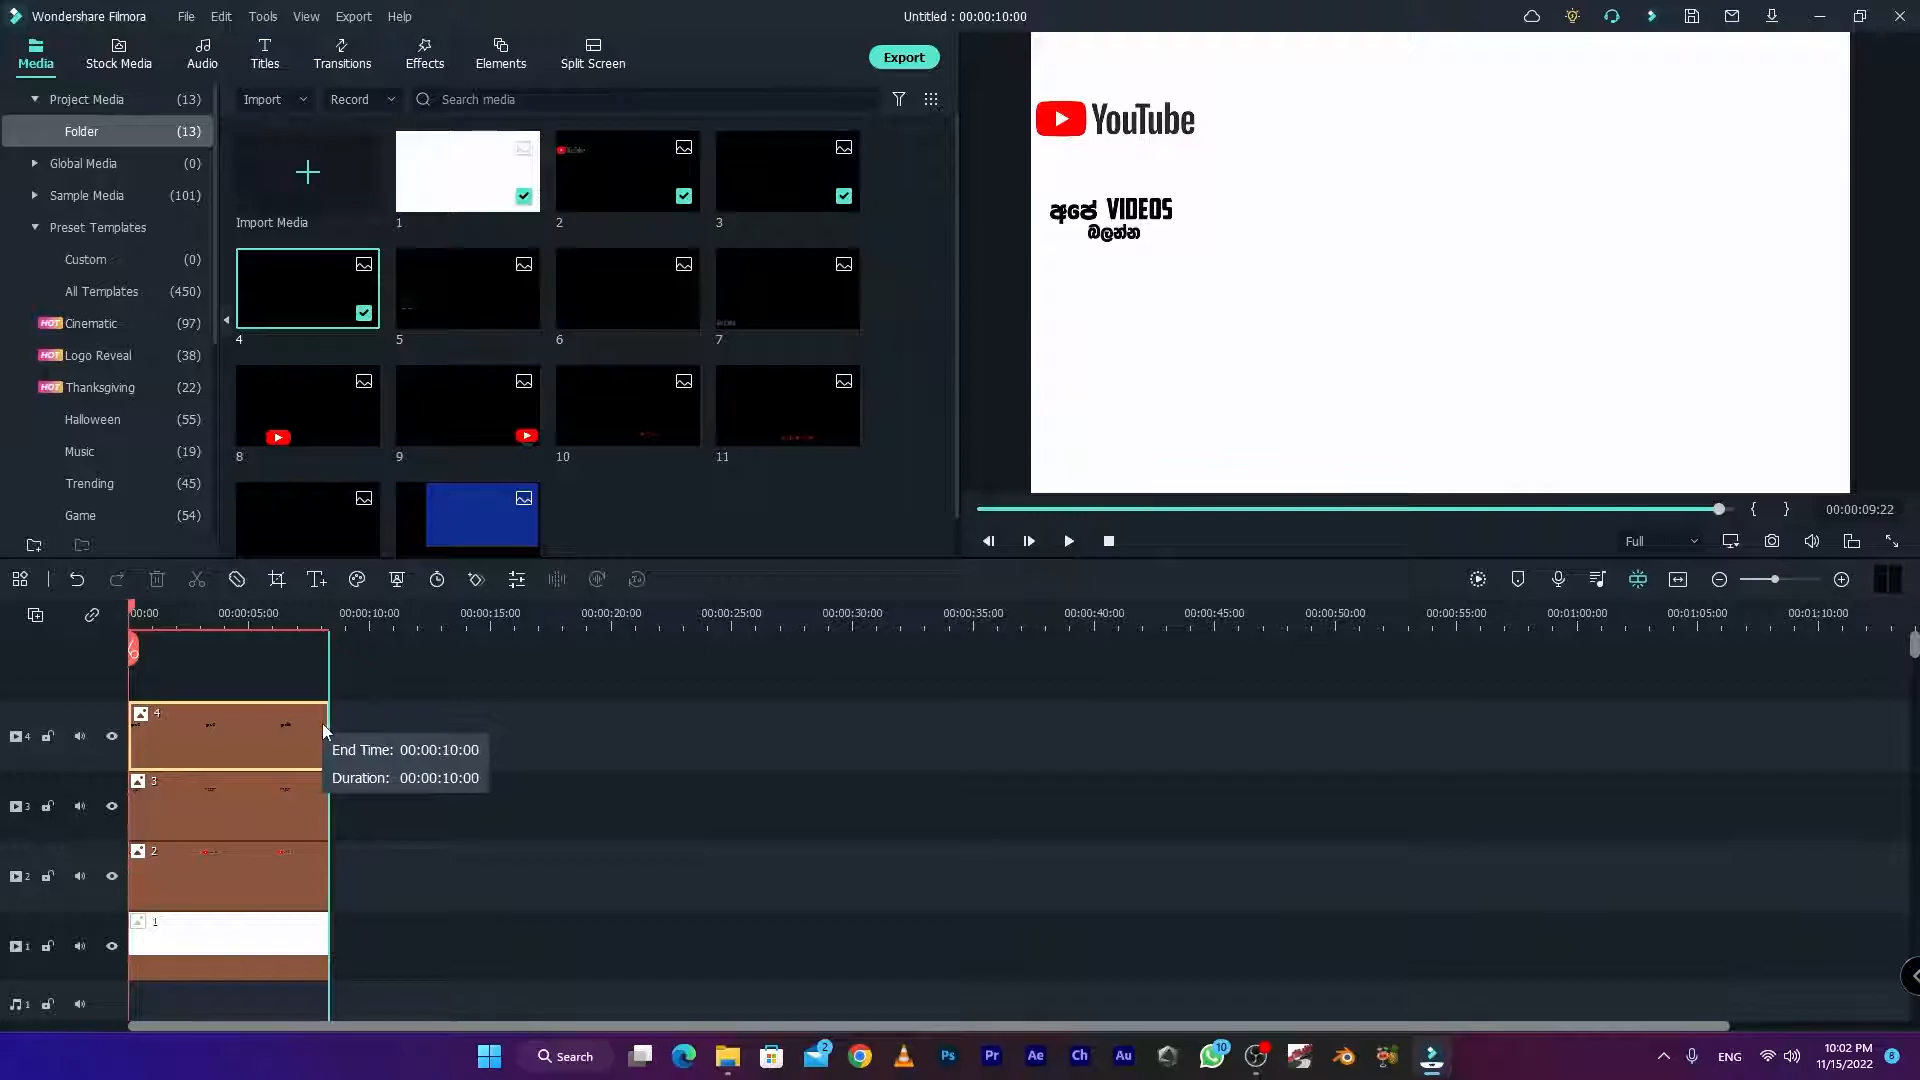 Wondershare Filmora File Edit Tools View Export Help Untitled : 00:00:10:00
Media Stock Media Audio Titles Transitions Effects Elements Split Screen Export
Project Media (13)
Folder (13)
Global Media (0)
Sample Media (101)
Preset Templates
Custom (0)
All Templates (450)
HOT Cinematic (97)
HOT Logo Reveal (38)
HOT Thanksgiving (22)
Halloween (55)
Music (19)
Trending (45)
Game (54)
Import Record Search media
Import Media 1 2 3
4 5 6 7
8 9 10 11
YouTube
අපේ VIDEOS
බලන්න
00:00:09:22
Full
00:00 00:00:05:00 00:00:10:00 00:00:15:00 00:00:20:00 00:00:25:00 00:00:30:00 00:00:35:00 00:00:40:00 00:00:45:00 00:00:50:00 00:00:55:00 00:01:00:00 00:01:05:00 00:01:10:00
4 4
End Time: 00:00:10:00
Duration: 00:00:10:00
3 3
2 2
1 1
1
Search 2 Ps Pr Ae Ch Au 10 ENG 10:02 PM 8
11/15/2022